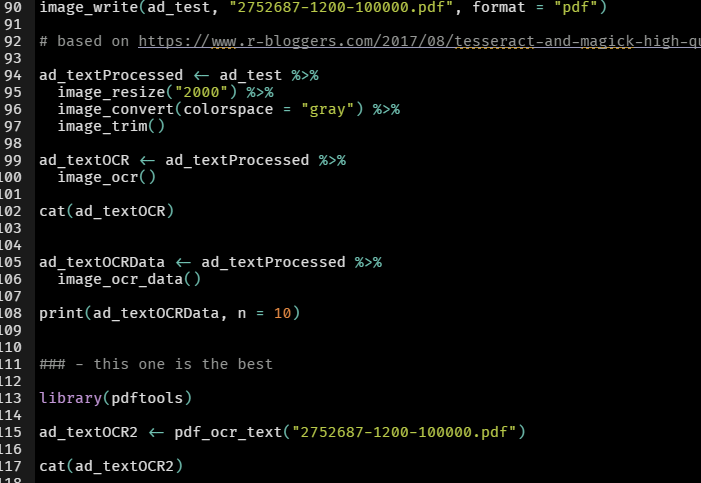 90 image_write(ad_test, "2752687-1200-100000.pdf", format = "pdf")
91
92 # based on https://www.r-bloggers.com/2017/08/tesseract-and-magick-high-qu
93
94 ad_textProcessed <- ad_test %>%
95 image_resize("2000") %>%
96 image_convert(colorspace = "gray") %>%
97 image_trim()
98
99 ad_textOCR <- ad_textProcessed %>%
100 image_ocr()
101
102 cat(ad_textOCR)
103
104
105 ad_textOCRData <- ad_textProcessed %>%
106 image_ocr_data()
107
108 print(ad_textOCRData, n = 10)
109
110
111 ### - this one is the best
112
113 library(pdftools)
114
115 ad_textOCR2 <- pdf_ocr_text("2752687-1200-100000.pdf")
116
117 cat(ad_textOCR2)
118